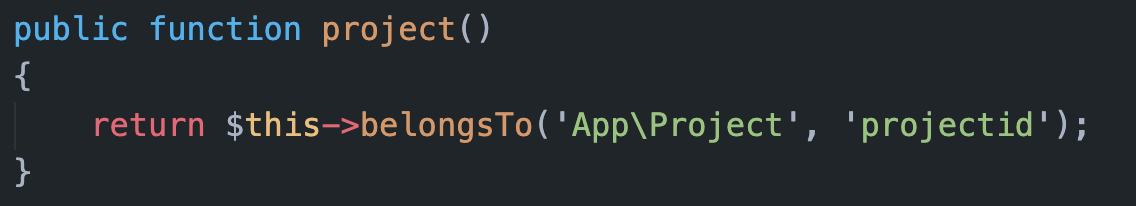 public function project()
{
    return $this->belongsTo('App\Project', 'projectid');
}